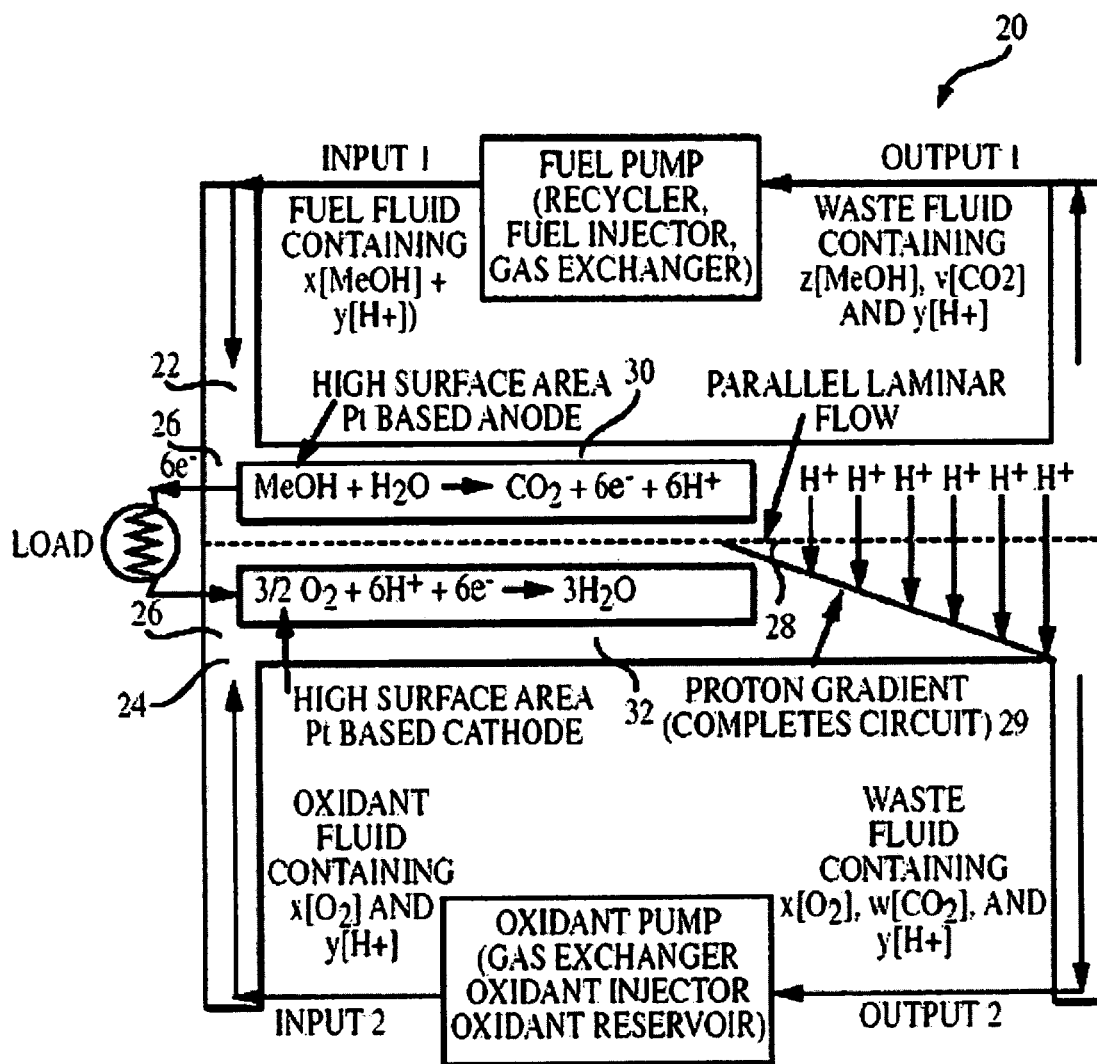 20
INPUT 1
FUEL FLUID
CONTAINING
x[MeOH] +
y[H+])
FUEL PUMP
(RECYCLER,
FUEL INJECTOR,
GAS EXCHANGER)
OUTPUT 1
WASTE FLUID
CONTAINING
z[MeOH], v[CO2]
AND y[H+]
22
HIGH SURFACE AREA
Pt BASED ANODE
30
PARALLEL LAMINAR
FLOW
26
6e-
MeOH + H2O → CO2 + 6e- + 6H+
H+ H+ H+ H+ H+ H+
LOAD
3/2 O2 + 6H+ + 6e- → 3H2O
26
28
24
HIGH SURFACE AREA
Pt BASED CATHODE
32
PROTON GRADIENT
(COMPLETES CIRCUIT) 29
OXIDANT
FLUID
CONTAINING
x[O2] AND
y[H+]
OXIDANT PUMP
(GAS EXCHANGER
OXIDANT INJECTOR
OXIDANT RESERVOIR)
WASTE
FLUID
CONTAINING
x[O2], w[CO2], AND
y[H+]
INPUT 2
OUTPUT 2